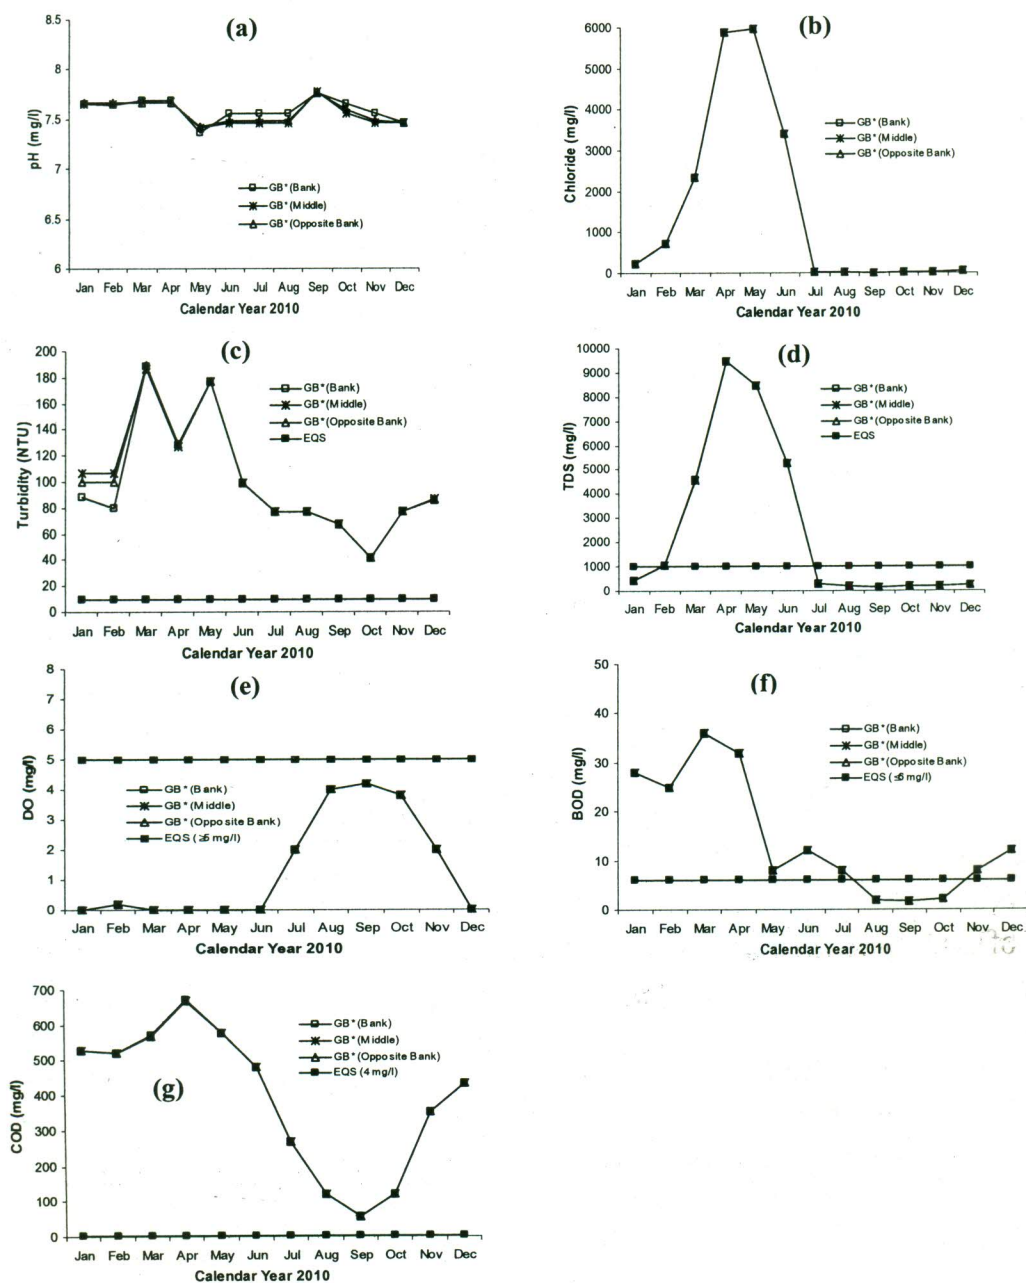 (a)
8.5
8
7.5
7
6.5
6
pH (mg/l)
GB*(Bank)
GB*(Middle)
GB*(Opposite Bank)
Jan Feb Mar Apr May Jun Jul Aug Sep Oct Nov Dec
Calendar Year 2010
(b)
6000
5000
4000
3000
2000
1000
0
Chloride (mg/l)
GB*(Bank)
GB*(Middle)
GB*(Opposite Bank)
Jan Feb Mar Apr May Jun Jul Aug Sep Oct Nov Dec
Calendar Year 2010
(c)
200
180
160
140
120
100
80
60
40
20
0
Turbidity (NTU)
GB*(Bank)
GB*(Middle)
GB*(Opposite Bank)
EQS
Jan Feb Mar Apr May Jun Jul Aug Sep Oct Nov Dec
Calendar Year 2010
(d)
10000
9000
8000
7000
6000
5000
4000
3000
2000
1000
0
TDS (mg/l)
GB*(Bank)
GB*(Middle)
GB*(Opposite Bank)
EQS
Jan Feb Mar Apr May Jun Jul Aug Sep Oct Nov Dec
Calendar Year 2010
(e)
8
7
6
5
4
3
2
1
0
DO (mg/l)
GB*(Bank)
GB*(Middle)
GB*(Opposite Bank)
EQS (≥5 mg/l)
Jan Feb Mar Apr May Jun Jul Aug Sep Oct Nov Dec
Calendar Year 2010
(f)
50
40
30
20
10
0
BOD (mg/l)
GB*(Bank)
GB*(Middle)
GB*(Opposite Bank)
EQS (≤6 mg/l)
Jan Feb Mar Apr May Jun Jul Aug Sep Oct Nov Dec
Calendar Year 2010
(g)
700
600
500
400
300
200
100
0
COD (mg/l)
GB*(Bank)
GB*(Middle)
GB*(Opposite Bank)
EQS (4 mg/l)
Jan Feb Mar Apr May Jun Jul Aug Sep Oct Nov Dec
Calendar Year 2010